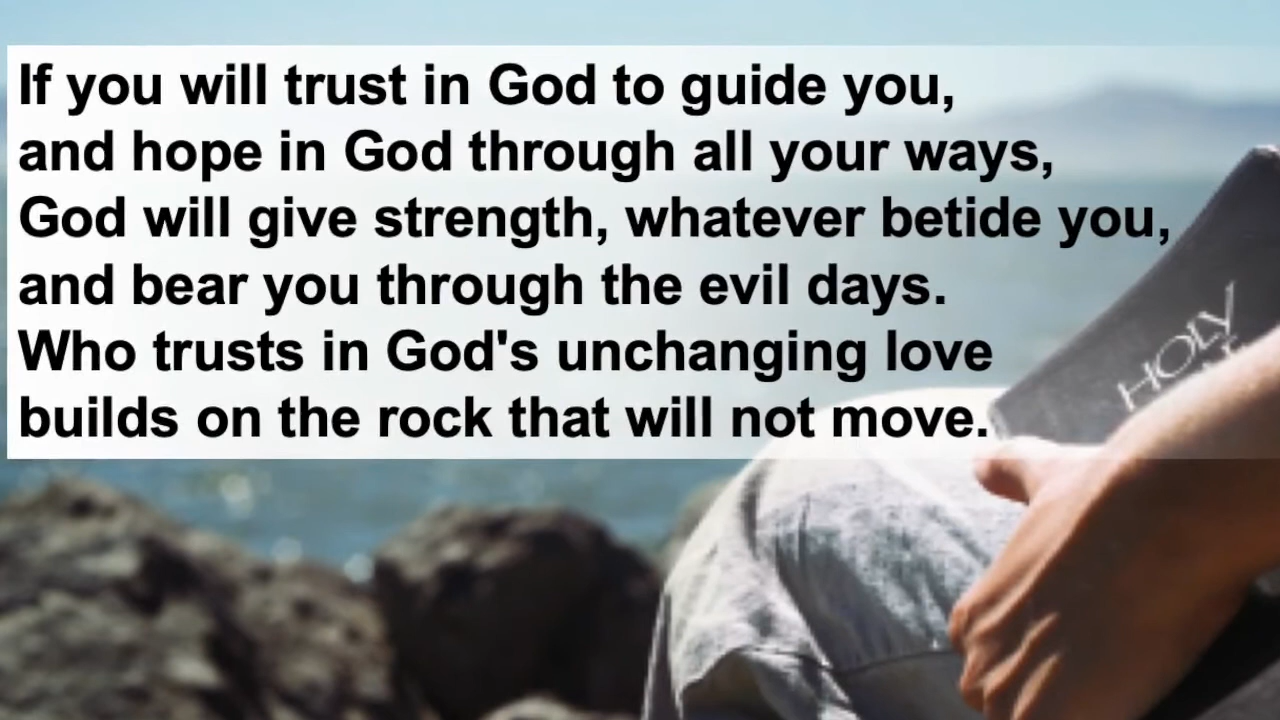 If you will trust in God to guide you,
and hope in God through all your ways,
God will give strength, whatever betide you,
and bear you through the evil days.
Who trusts in God's unchanging love
builds on the rock that will not move.
HOLY